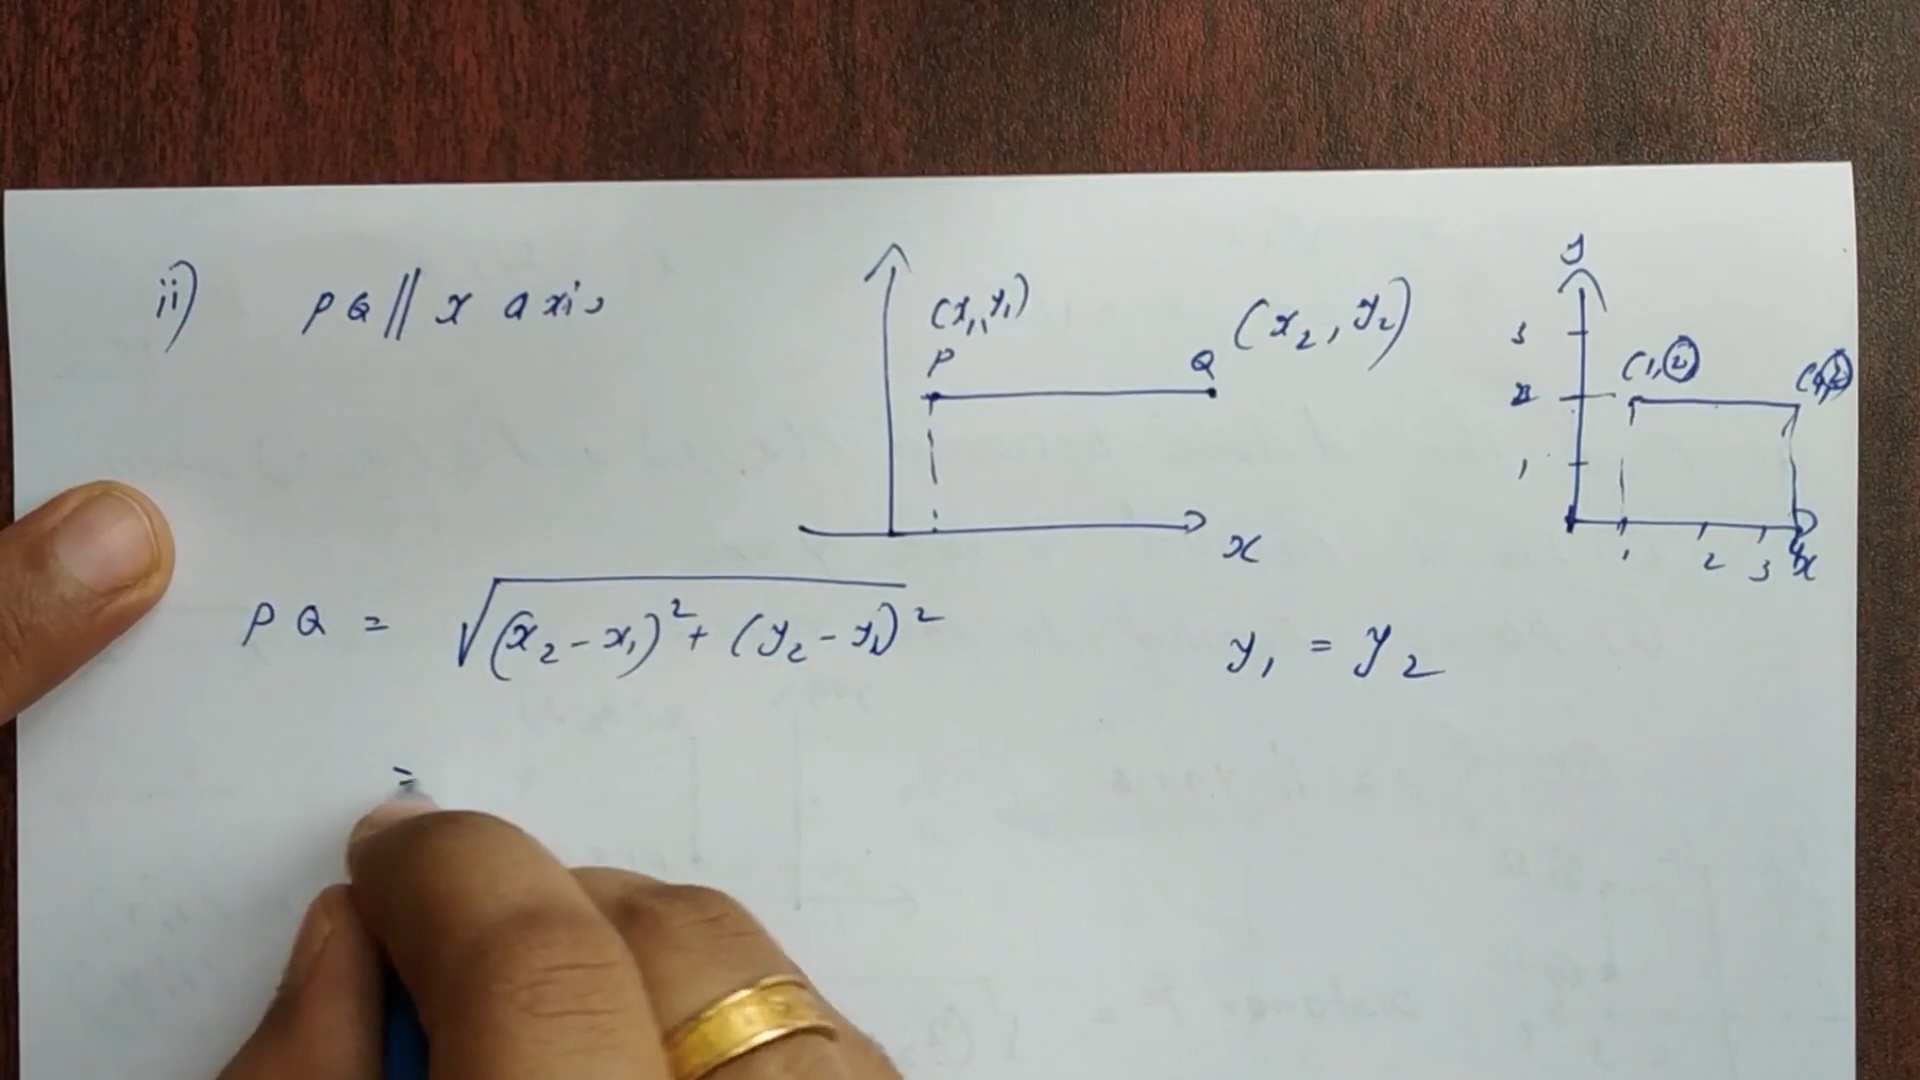 ii) PQ || x axis
(x₁, y₁)
P
Q
(x₂, y₂)
x
y
3
2
1
(1, 2)
1 2 3 4 x
PQ = √(x₂ - x₁)² + (y₂ - y₁)²
y₁ = y₂
=